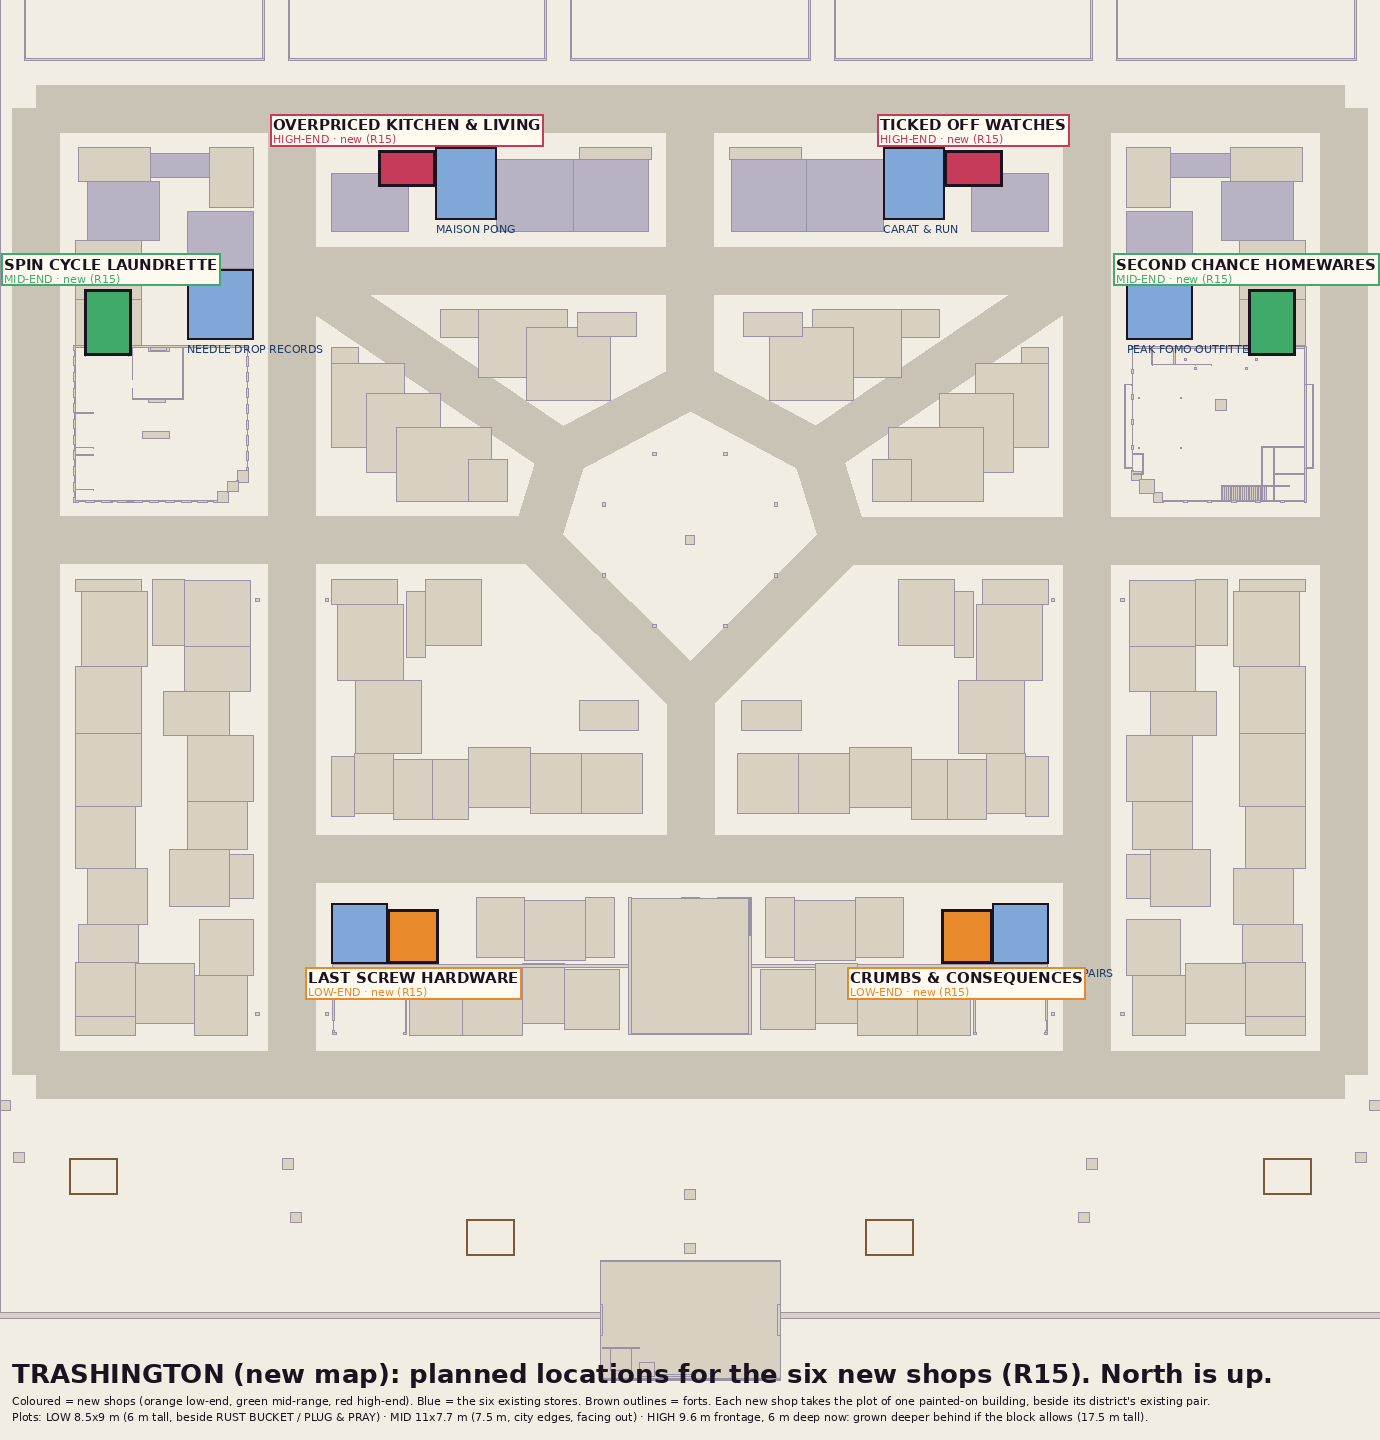 OVERPRICED KITCHEN & LIVING
HIGH-END · new (R15)
TICKED OFF WATCHES
HIGH-END · new (R15)
MAISON PONG
CARAT & RUN
SPIN CYCLE LAUNDRETTE
MID-END · new (R15)
SECOND CHANCE HOMEWARES
MID-END · new (R15)
NEEDLE DROP RECORDS
PEAK FOMO OUTFITTE
LAST SCREW HARDWARE
LOW-END · new (R15)
CRUMBS & CONSEQUENCES
LOW-END · new (R15)
PAIRS
TRASHINGTON (new map): planned locations for the six new shops (R15). North is up.
Coloured = new shops (orange low-end, green mid-range, red high-end). Blue = the six existing stores. Brown outlines = forts. Each new shop takes the plot of one painted-on building, beside its district's existing pair.
Plots: LOW 8.5x9 m (6 m tall, beside RUST BUCKET / PLUG & PRAY) · MID 11x7.7 m (7.5 m, city edges, facing out) · HIGH 9.6 m frontage, 6 m deep now: grown deeper behind if the block allows (17.5 m tall).